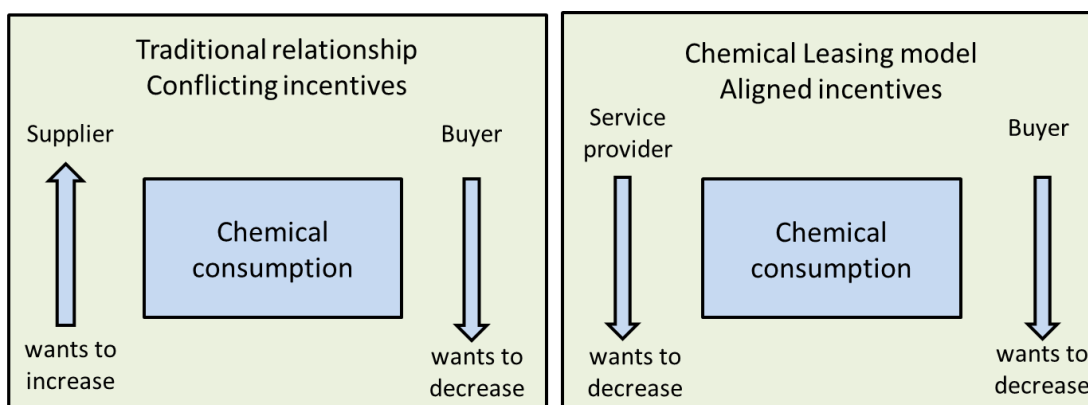 Traditional relationship
Conflicting incentives
Supplier
Buyer
Chemical
consumption
wants to
increase
wants to
decrease
Chemical Leasing model
Aligned incentives
Service
provider
Buyer
Chemical
consumption
wants to
decrease
wants to
decrease